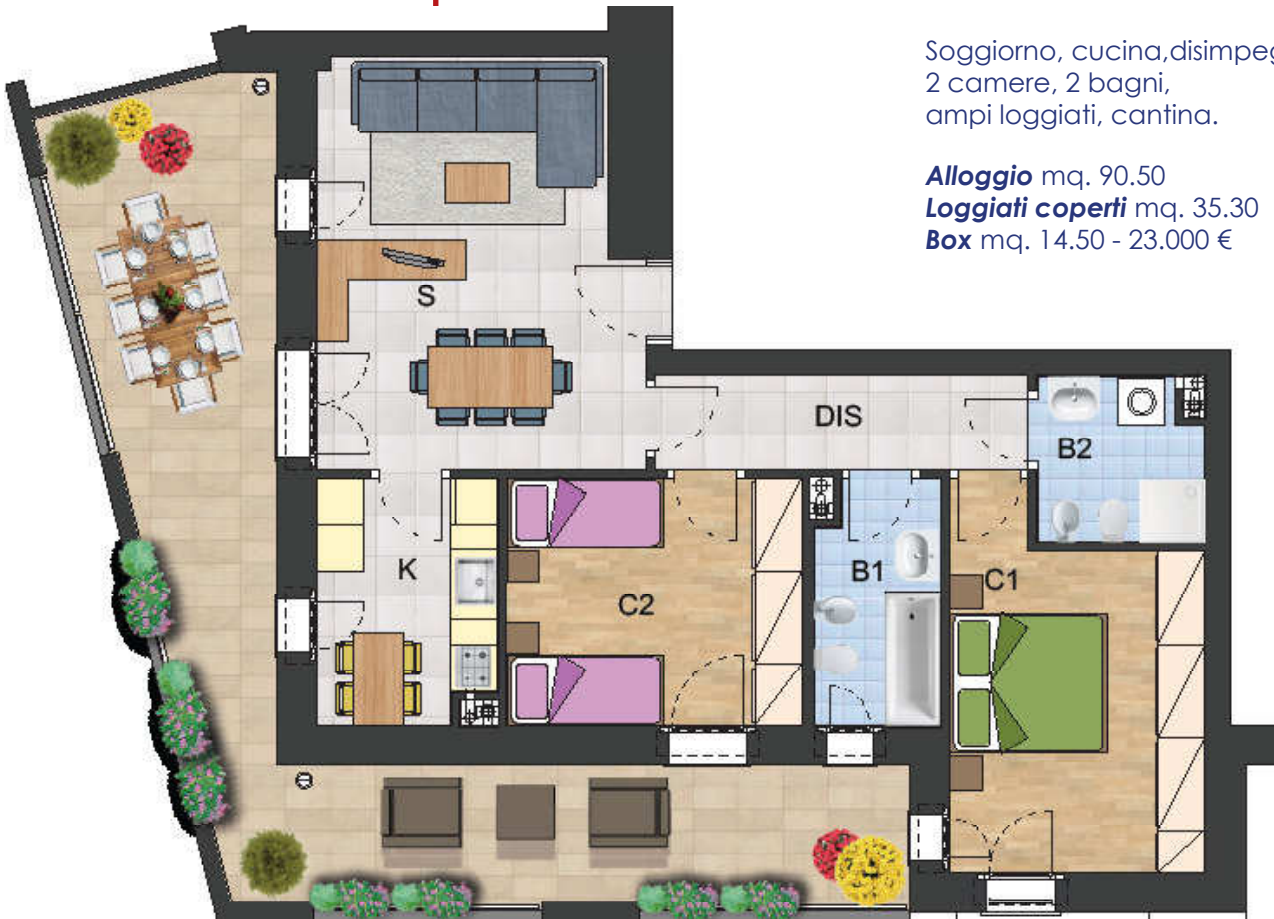 Soggiorno, cucina,disimpeg
2 camere, 2 bagni,
ampi loggiati, cantina.
Alloggio mq. 90.50
Loggiati coperti mq. 35.30
Box mq. 14.50 - 23.000 €
S
DIS
B2
K
C2
B1
C1